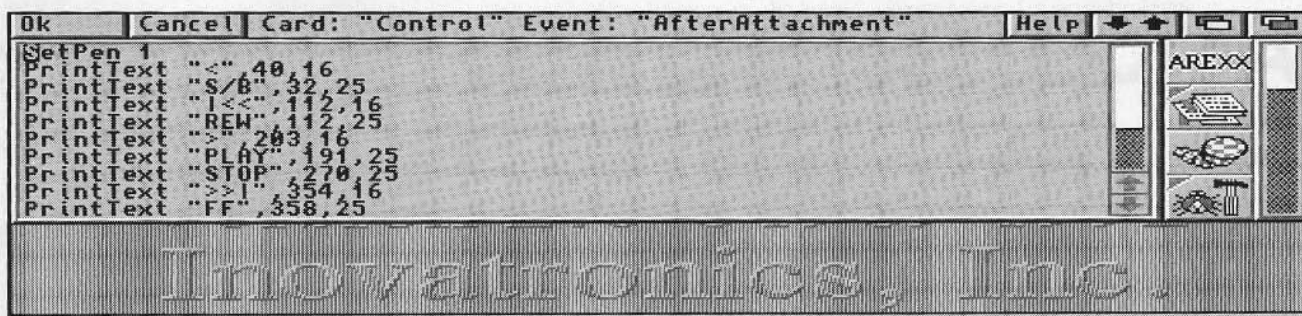 Ok Cancel Card: "Control" Event: "AfterAttachment" Help
SetPen 1
PrintText "<",40,16
PrintText "S/B",32,25
PrintText "I<<",112,16
PrintText "REW",112,25
PrintText ">",203,16
PrintText "PLAY",191,25
PrintText "STOP",270,25
PrintText ">>I",354,16
PrintText "FF",358,25
AREXX
Inovatronics, Inc.